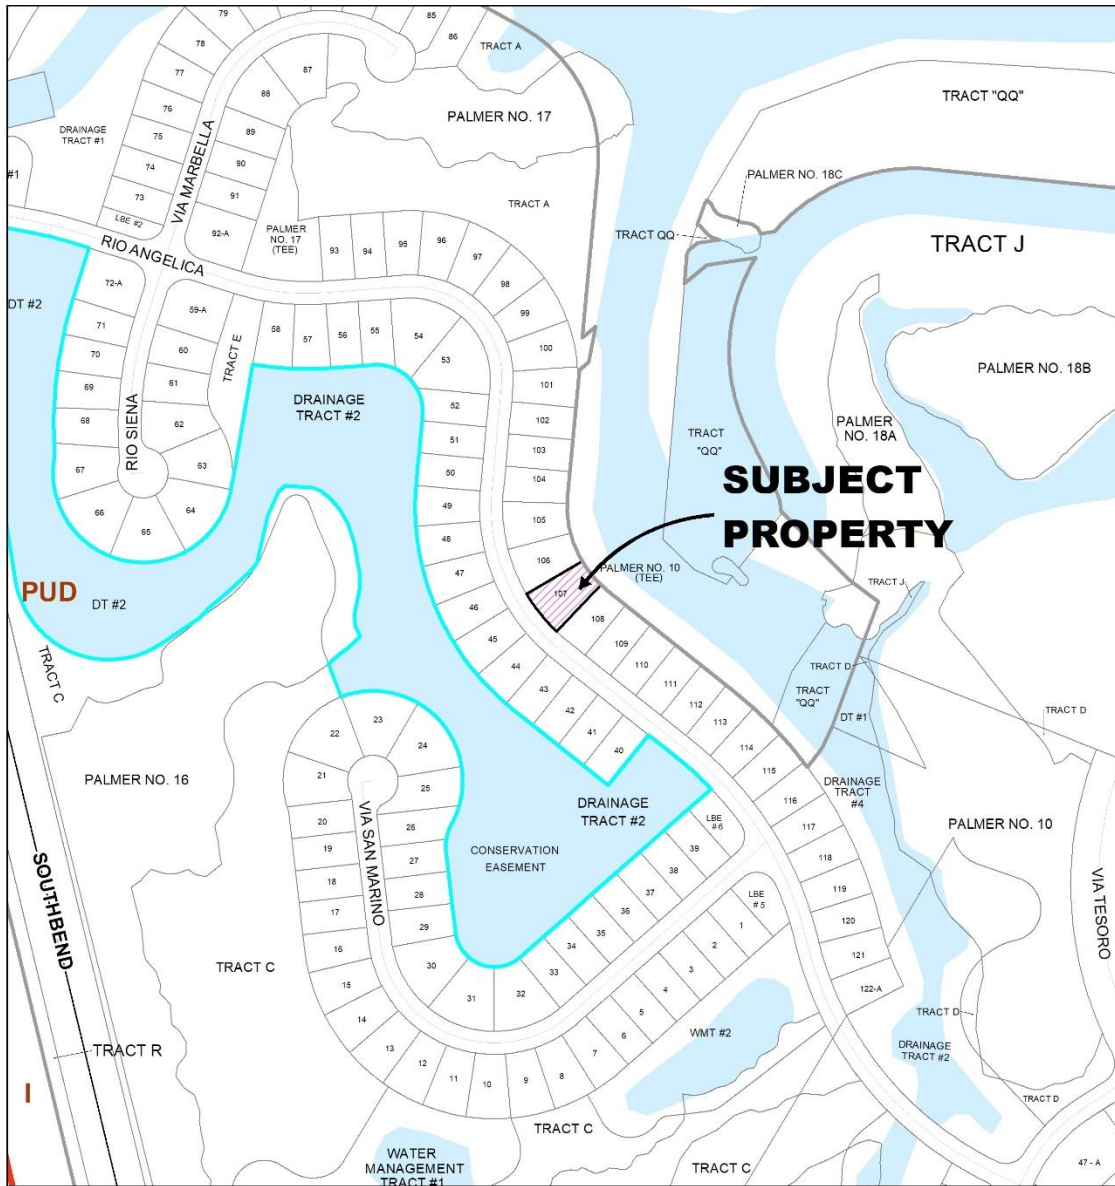 79
85
86
TRACT A
78
77
87
88
76
PALMER NO. 17
TRACT "QQ"
DRAINAGE
TRACT #1
75
89
74
90
#1
73
91
PALMER NO. 18C
LBE #2
VIA MARBELLA
92-A
TRACT A
PALMER
NO. 17
(TEE)
93
94
95
96
97
TRACT QQ
TRACT J
RIO ANGELICA
72-A
98
DT #2
59-A
99
71
58
57
56
55
54
100
70
60
TRACT E
53
PALMER NO. 18B
69
61
101
RIO SIENA
DRAINAGE
TRACT #2
52
102
68
62
51
103
PALMER
NO. 18A
TRACT
"QQ"
67
63
50
104
SUBJECT
PROPERTY
66
64
49
105
65
48
106
PALMER NO. 10
(TEE)
47
107
TRACT J
PUD
DT #2
46
108
45
109
TRACT C
44
110
TRACT D
43
111
TRACT
"QQ"
42
112
DT #1
TRACT D
23
41
113
22
24
40
114
21
25
115
PALMER NO. 16
DRAINAGE
TRACT
#4
116
VIA SAN MARINO
DRAINAGE
TRACT #2
20
26
LBE
#6
117
PALMER NO. 10
19
CONSERVATION
EASEMENT
39
27
118
18
38
28
37
119
VIA TESORO
SOUTHBEND
17
36
LBE
# 5
29
35
1
120
16
34
2
121
TRACT C
30
33
3
15
31
32
4
122-A
14
5
TRACT D
13
6
WMT #2
TRACT R
12
7
DRAINAGE
TRACT #2
11
10
9
8
I
TRACT D
TRACT C
WATER
MANAGEMENT
TRACT #1
TRACT C
47 - A